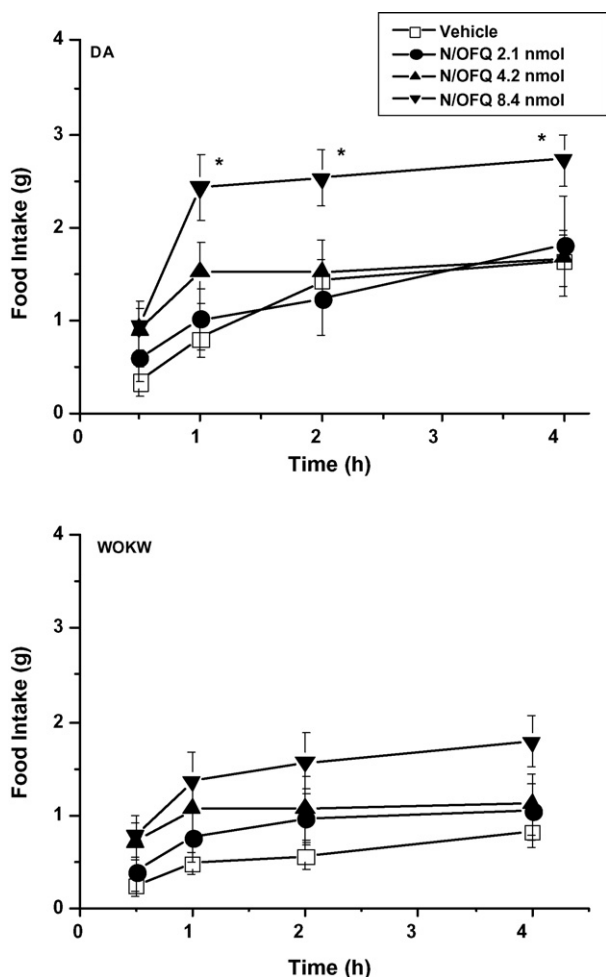 Vehicle
N/OFQ 2.1 nmol
N/OFQ 4.2 nmol
N/OFQ 8.4 nmol
DA
4
3
2
1
0
Food Intake (g)
* * *
0 1 2 3 4
Time (h)
WOKW
4
3
2
1
0
Food Intake (g)
0 1 2 3 4
Time (h)